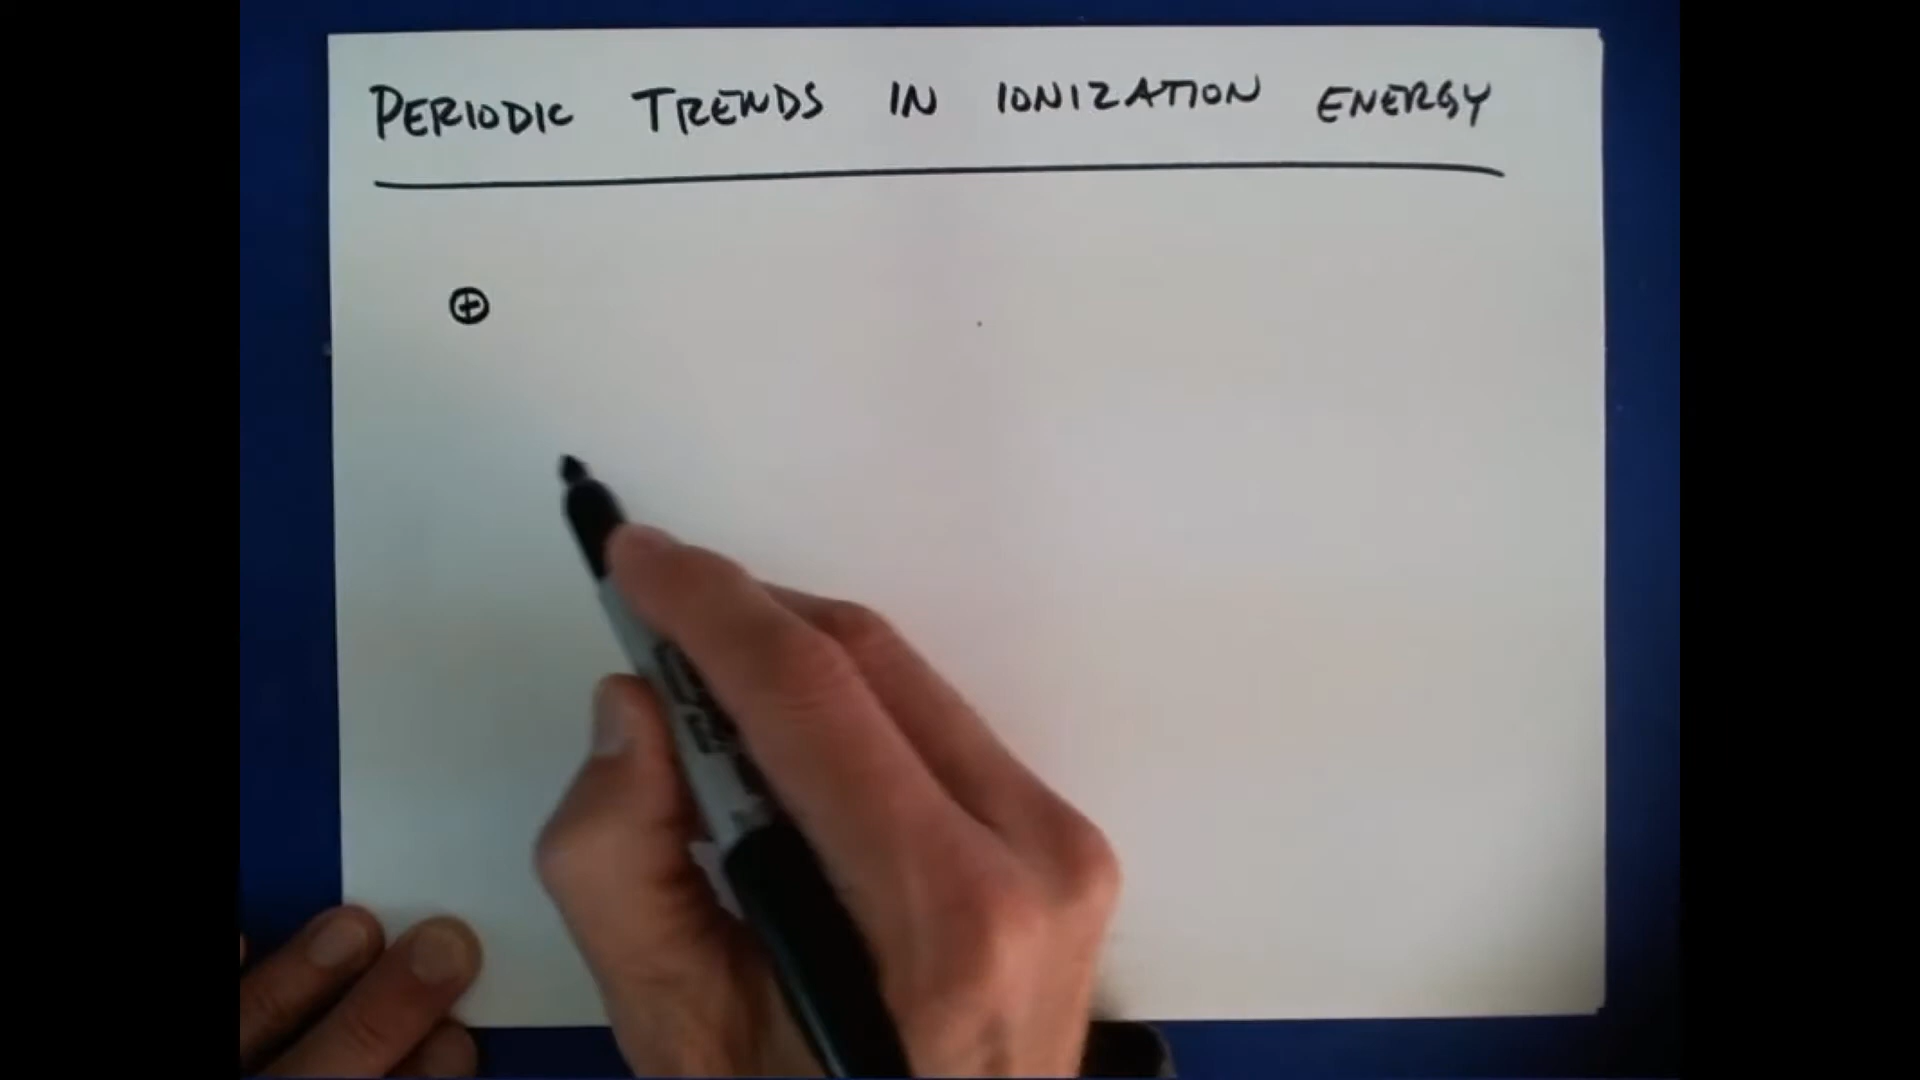 PERIODIC TRENDS IN IONIZATION ENERGY
+